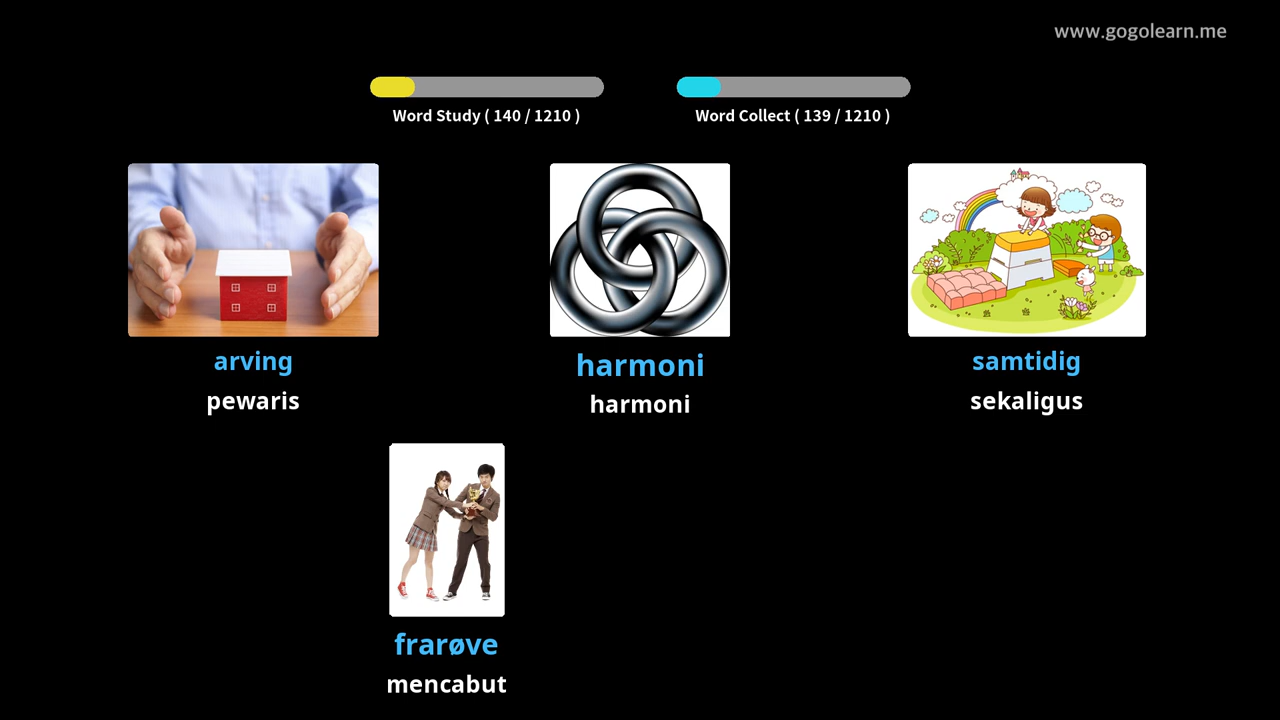 www.gogolearn.me
Word Study ( 140 / 1210 )
Word Collect ( 139 / 1210 )
arving
pewaris
harmoni
harmoni
samtidig
sekaligus
frarøve
mencabut